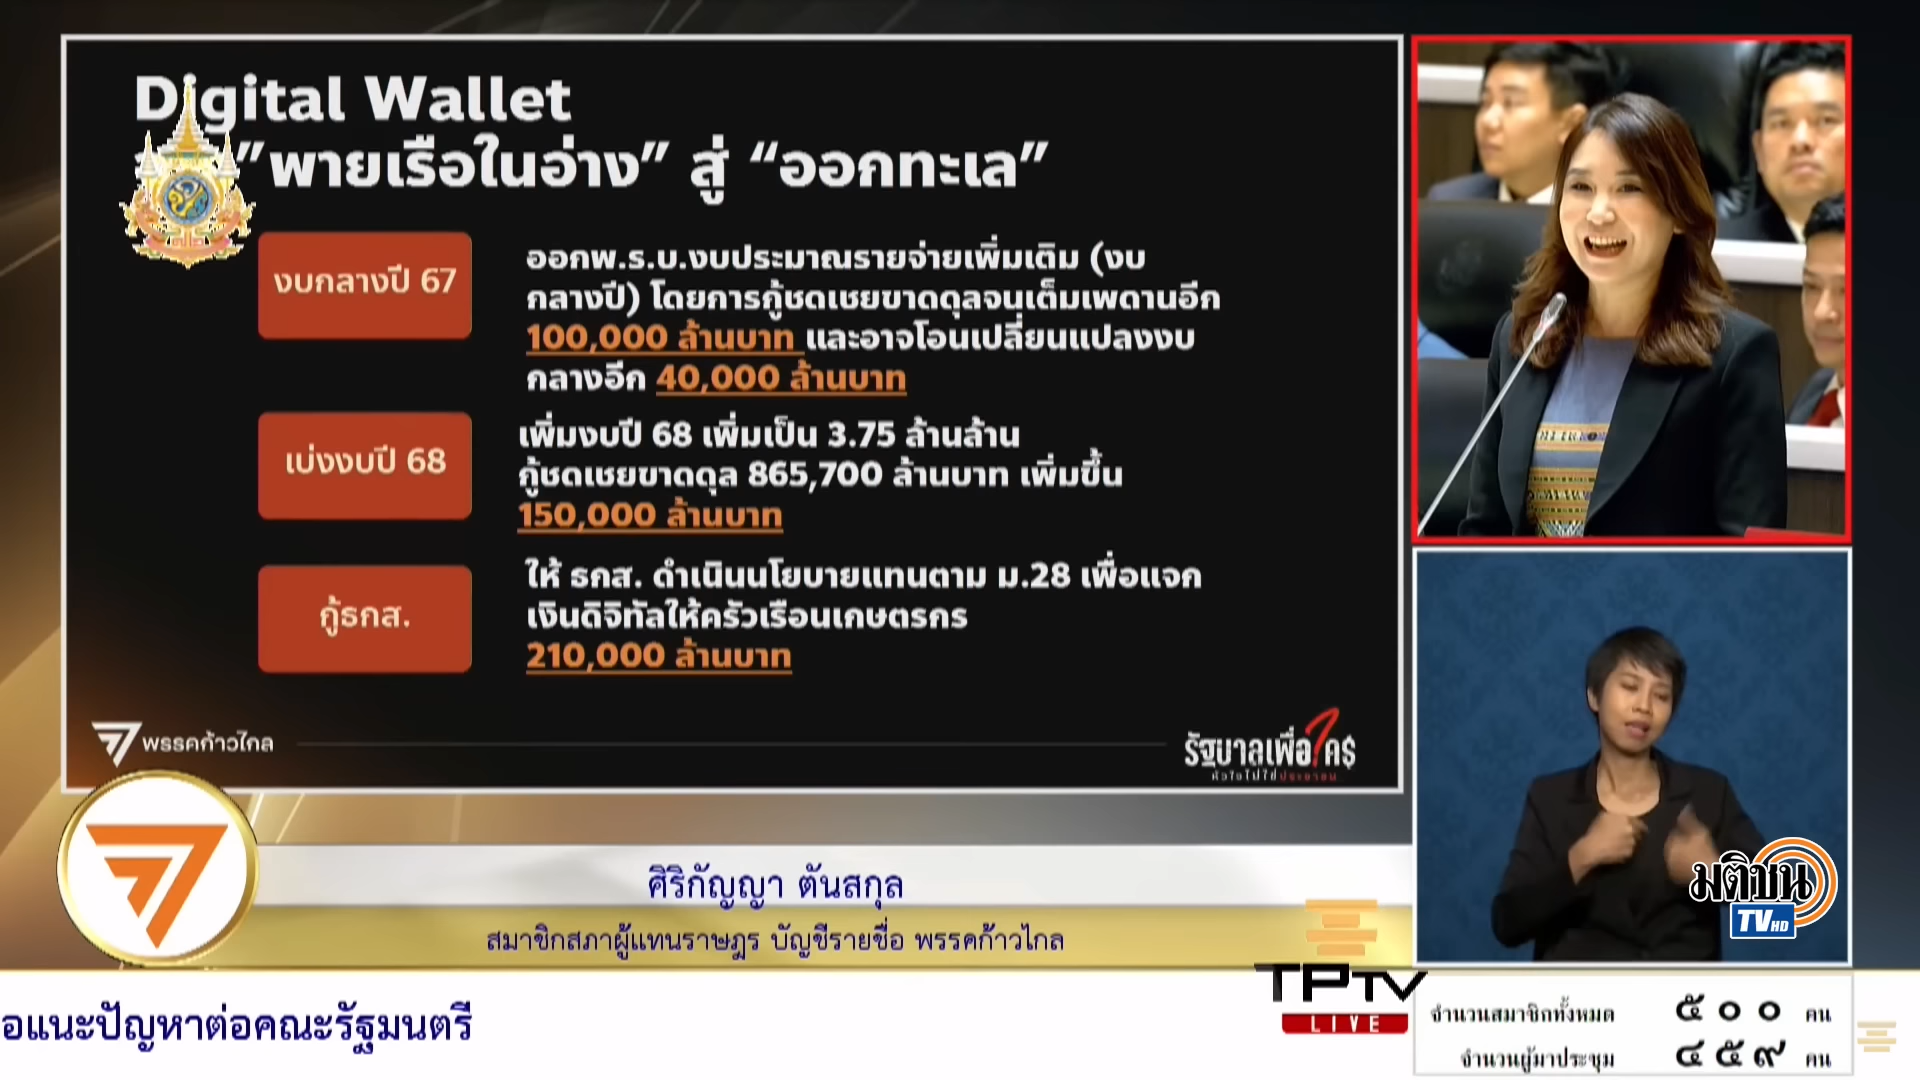 Digital Wallet
”พายเรือในอ่าง” สู่ “ออกทะเล”
งบกลางปี 67
ออกพ.ร.บ.งบประมาณรายจ่ายเพิ่มเติม (งบ
กลางปี) โดยการกู้ชดเชยขาดดุลจนเต็มเพดานอีก
100,000 ล้านบาท และอาจโอนเปลี่ยนแปลงงบ
กลางอีก 40,000 ล้านบาท
เบ่งงบปี 68
เพิ่มงบปี 68 เพิ่มเป็น 3.75 ล้านล้าน
กู้ชดเชยขาดดุล 865,700 ล้านบาท เพิ่มขึ้น
150,000 ล้านบาท
กู้ธกส.
ให้ ธกส. ดำเนินนโยบายแทนตาม ม.28 เพื่อแจก
เงินดิจิทัลให้ครัวเรือนเกษตรกร
210,000 ล้านบาท
พรรคก้าวไกล
รัฐบาลเพื่อใคร$
หัวใจไม่ใช่ประชาชน
ศิริกัญญา ตันสกุล
สมาชิกสภาผู้แทนราษฎร บัญชีรายชื่อ พรรคก้าวไกล
มติชน
TV HD
TPTV
LIVE
อแนะปัญหาต่อคณะรัฐมนตรี
จำนวนสมาชิกทั้งหมด ๕๐๐ คน
จำนวนผู้มาประชุม ๔๕๙ คน